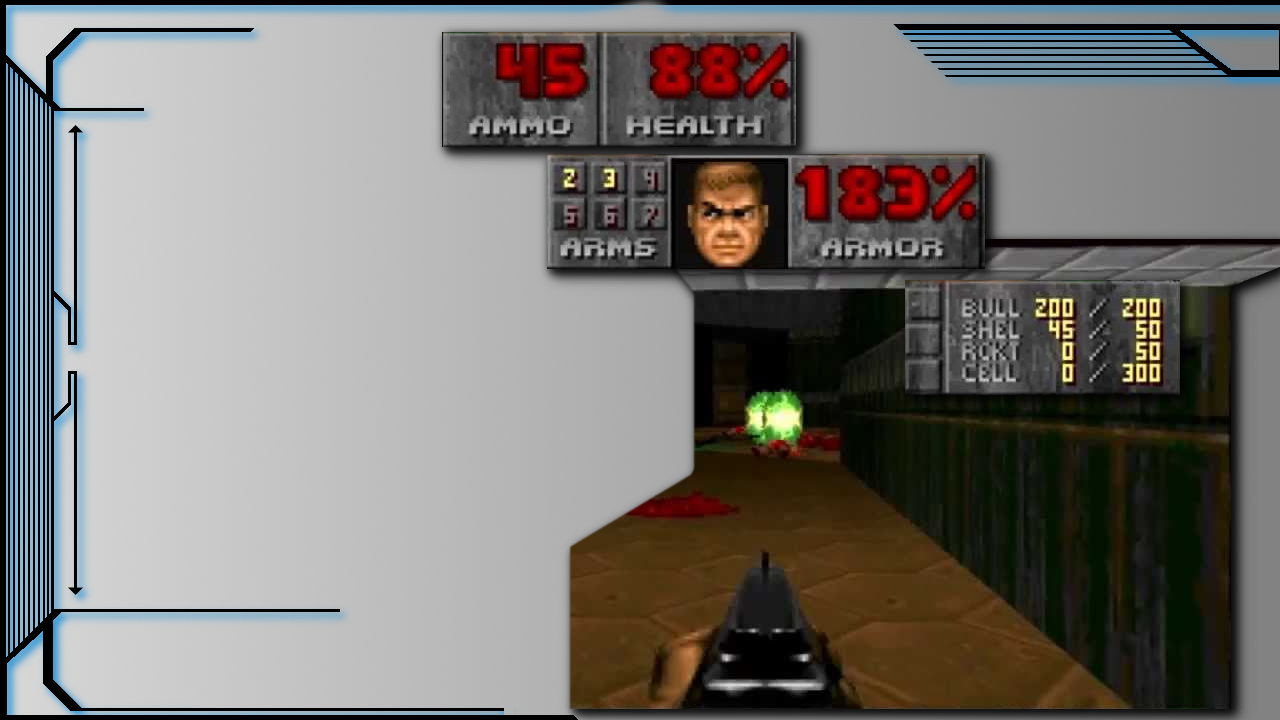 45 88%
AMMO HEALTH
2 3 4
5 6 7
ARMS
183%
ARMOR
BULL 200 / 200
SHEL 45 / 50
RCKT 0 / 50
CELL 0 / 300